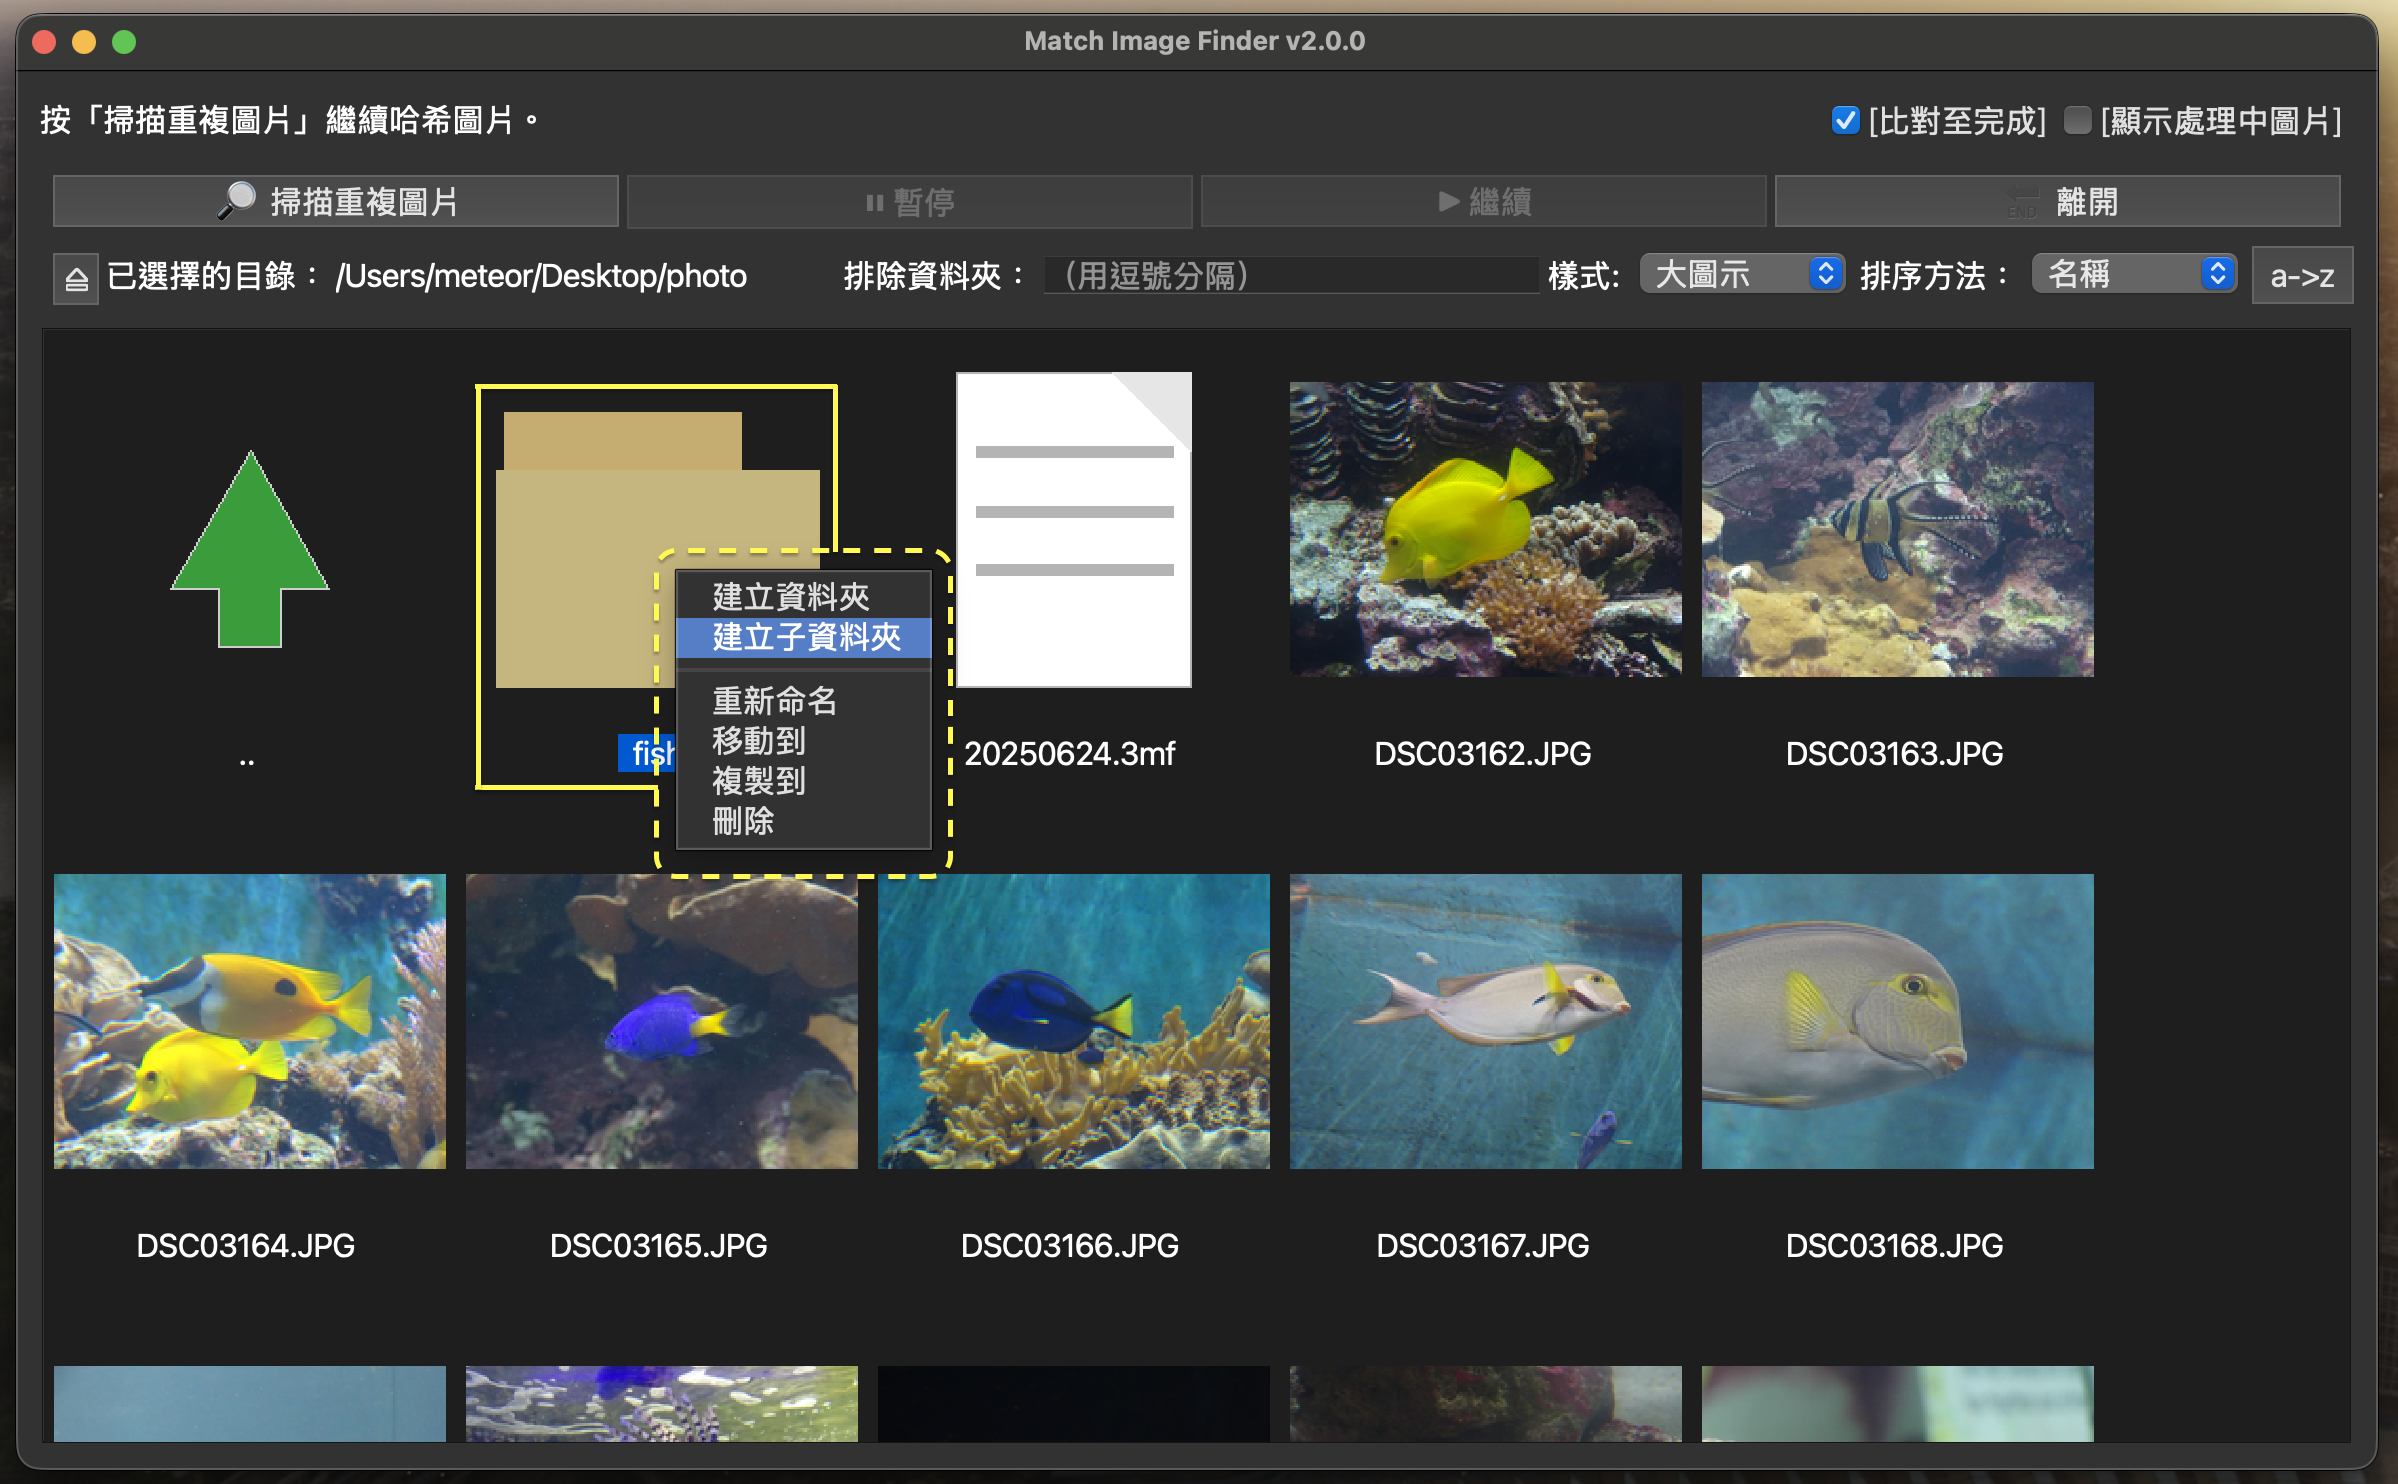 Match Image Finder v2.0.0
按「掃描重複圖片」繼續哈希圖片。
[比對至完成] [顯示處理中圖片]
掃描重複圖片 暫停 繼續 END 離開
已選擇的目錄： /Users/meteor/Desktop/photo 排除資料夾： （用逗號分隔） 樣式: 大圖示 排序方法： 名稱 a->z
建立資料夾
建立子資料夾
重新命名
移動到
複製到
刪除
.. fish 20250624.3mf DSC03162.JPG DSC03163.JPG
DSC03164.JPG DSC03165.JPG DSC03166.JPG DSC03167.JPG DSC03168.JPG